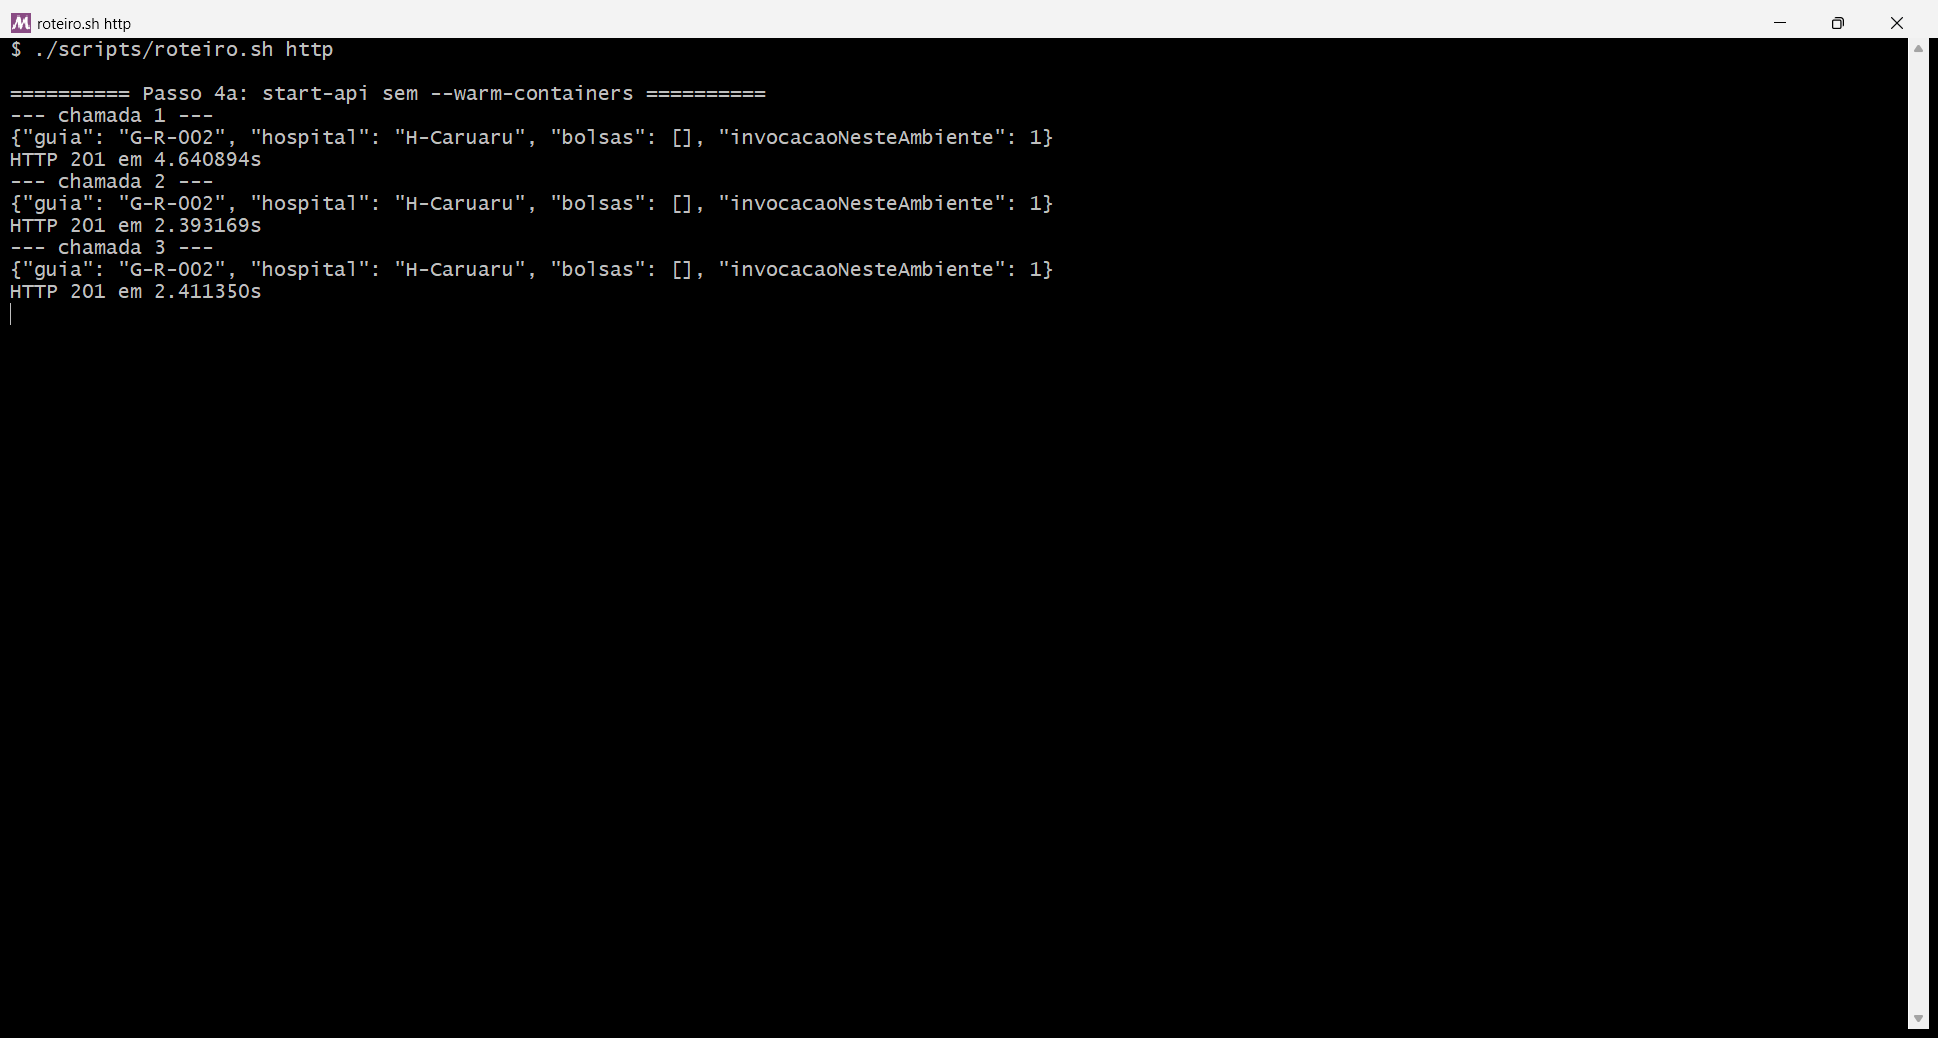 roteiro.sh http
$ ./scripts/roteiro.sh http
========== Passo 4a: start-api sem --warm-containers ==========
--- chamada 1 ---
{"guia": "G-R-002", "hospital": "H-Caruaru", "bolsas": [], "invocacaoNesteAmbiente": 1}
HTTP 201 em 4.640894s
--- chamada 2 ---
{"guia": "G-R-002", "hospital": "H-Caruaru", "bolsas": [], "invocacaoNesteAmbiente": 1}
HTTP 201 em 2.393169s
--- chamada 3 ---
{"guia": "G-R-002", "hospital": "H-Caruaru", "bolsas": [], "invocacaoNesteAmbiente": 1}
HTTP 201 em 2.411350s